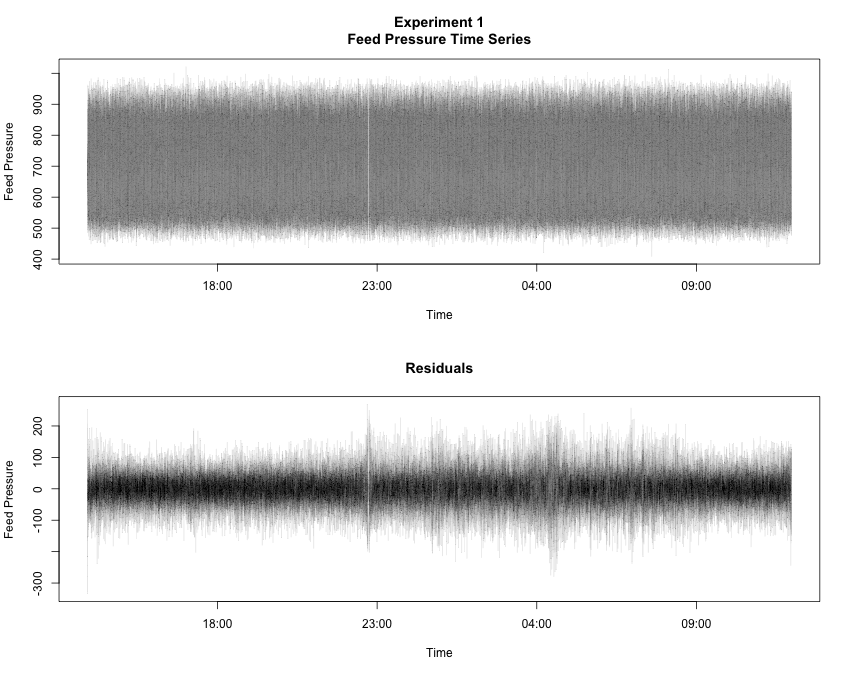 Experiment 1
Feed Pressure Time Series
Feed Pressure
900
800
700
600
500
400
18:00
23:00
04:00
09:00
Time
Residuals
Feed Pressure
200
100
0
-100
-300
18:00
23:00
04:00
09:00
Time